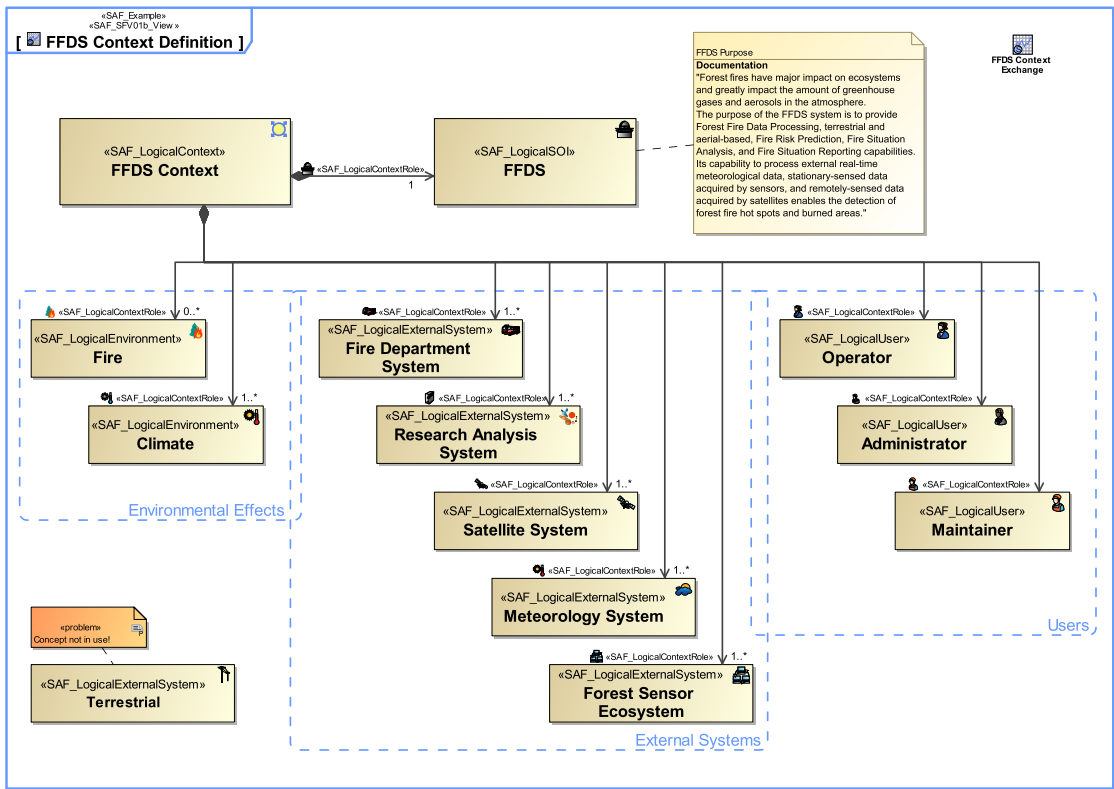 «SAF_Example»
«SAF_SFV01b_View »
[ FFDS Context Definition ]
FFDS Context
Exchange
FFDS Purpose
Documentation
"Forest fires have major impact on ecosystems
and greatly impact the amount of greenhouse
gases and aerosols in the atmosphere.
The purpose of the FFDS system is to provide
Forest Fire Data Processing, terrestrial and
aerial-based, Fire Risk Prediction, Fire Situation
Analysis, and Fire Situation Reporting capabilities.
Its capability to process external real-time
meteorological data, stationary-sensed data
acquired by sensors, and remotely-sensed data
acquired by satellites enables the detection of
forest fire hot spots and burned areas."
«SAF_LogicalContext»
FFDS Context
«SAF_LogicalContextRole»
1
«SAF_LogicalSOI»
FFDS
«SAF_LogicalContextRole» 0..*
«SAF_LogicalEnvironment»
Fire
«SAF_LogicalContextRole» 1..*
«SAF_LogicalEnvironment»
Climate
Environmental Effects
«SAF_LogicalContextRole» 1..*
«SAF_LogicalExternalSystem»
Fire Department
System
«SAF_LogicalContextRole» 1..*
«SAF_LogicalExternalSystem»
Research Analysis
System
«SAF_LogicalContextRole» 1..*
«SAF_LogicalExternalSystem»
Satellite System
«SAF_LogicalContextRole» 1..*
«SAF_LogicalExternalSystem»
Meteorology System
«SAF_LogicalContextRole» 1..*
«SAF_LogicalExternalSystem»
Forest Sensor
Ecosystem
External Systems
«SAF_LogicalContextRole»
«SAF_LogicalUser»
Operator
«SAF_LogicalContextRole»
«SAF_LogicalUser»
Administrator
«SAF_LogicalContextRole»
«SAF_LogicalUser»
Maintainer
Users
«problem»
Concept not in use!
«SAF_LogicalExternalSystem»
Terrestrial